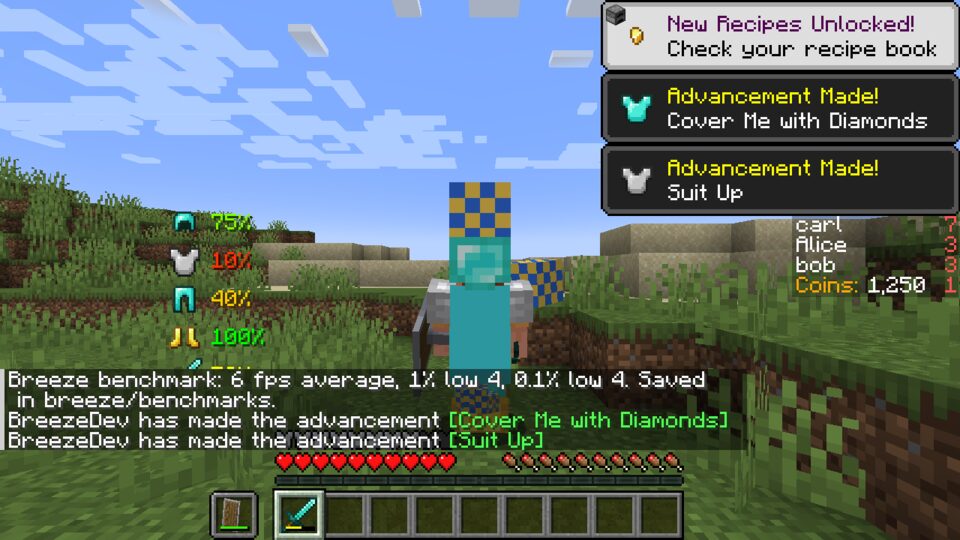 New Recipes Unlocked!
Check your recipe book
Advancement Made!
Cover Me with Diamonds
Advancement Made!
Suit Up
75%
10%
40%
100%
carl 7
Alice 3
bob 3
Coins: 1,250 1
Breeze benchmark: 6 fps average, 1% low 4, 0.1% low 4. Saved
in breeze/benchmarks.
BreezeDev has made the advancement [Cover Me with Diamonds]
BreezeDev has made the advancement [Suit Up]